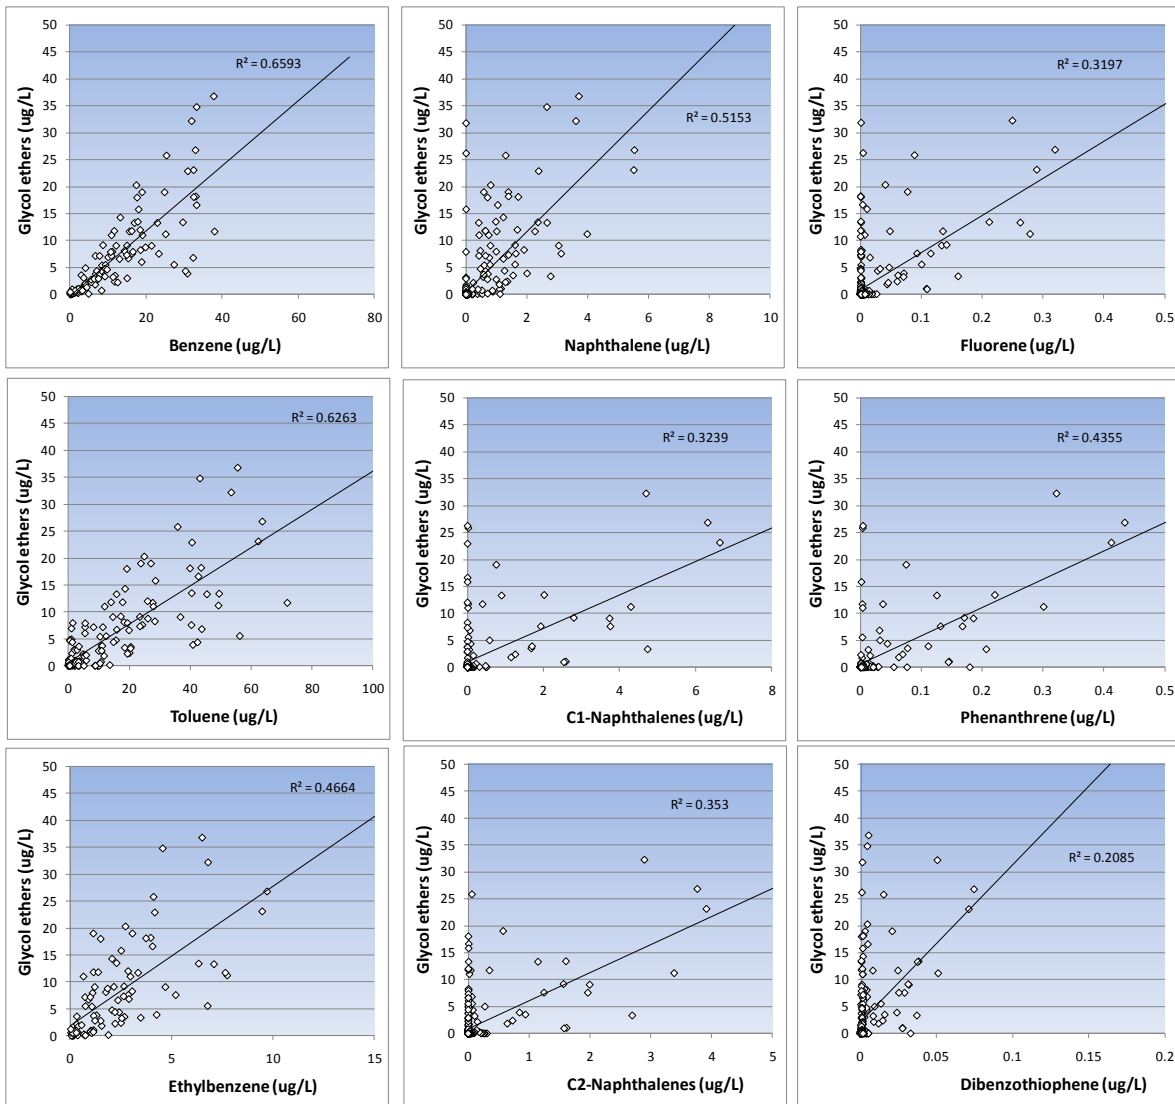 50
45
40
35
30
25
20
15
10
5
0
Glycol ethers (ug/L)
R² = 0.6593
0 20 40 60 80
Benzene (ug/L)
50
45
40
35
30
25
20
15
10
5
0
Glycol ethers (ug/L)
R² = 0.5153
0 2 4 6 8 10
Naphthalene (ug/L)
50
45
40
35
30
25
20
15
10
5
0
Glycol ethers (ug/L)
R² = 0.3197
0 0.1 0.2 0.3 0.4 0.5
Fluorene (ug/L)
50
45
40
35
30
25
20
15
10
5
0
Glycol ethers (ug/L)
R² = 0.6263
0 20 40 60 80 100
Toluene (ug/L)
50
45
40
35
30
25
20
15
10
5
0
Glycol ethers (ug/L)
R² = 0.3239
0 2 4 6 8
C1-Naphthalenes (ug/L)
50
45
40
35
30
25
20
15
10
5
0
Glycol ethers (ug/L)
R² = 0.4355
0 0.1 0.2 0.3 0.4 0.5
Phenanthrene (ug/L)
50
45
40
35
30
25
20
15
10
5
0
Glycol ethers (ug/L)
R² = 0.4664
0 5 10 15
Ethylbenzene (ug/L)
50
45
40
35
30
25
20
15
10
5
0
Glycol ethers (ug/L)
R² = 0.353
0 1 2 3 4 5
C2-Naphthalenes (ug/L)
50
45
40
35
30
25
20
15
10
5
0
Glycol ethers (ug/L)
R² = 0.2085
0 0.05 0.1 0.15 0.2
Dibenzothiophene (ug/L)